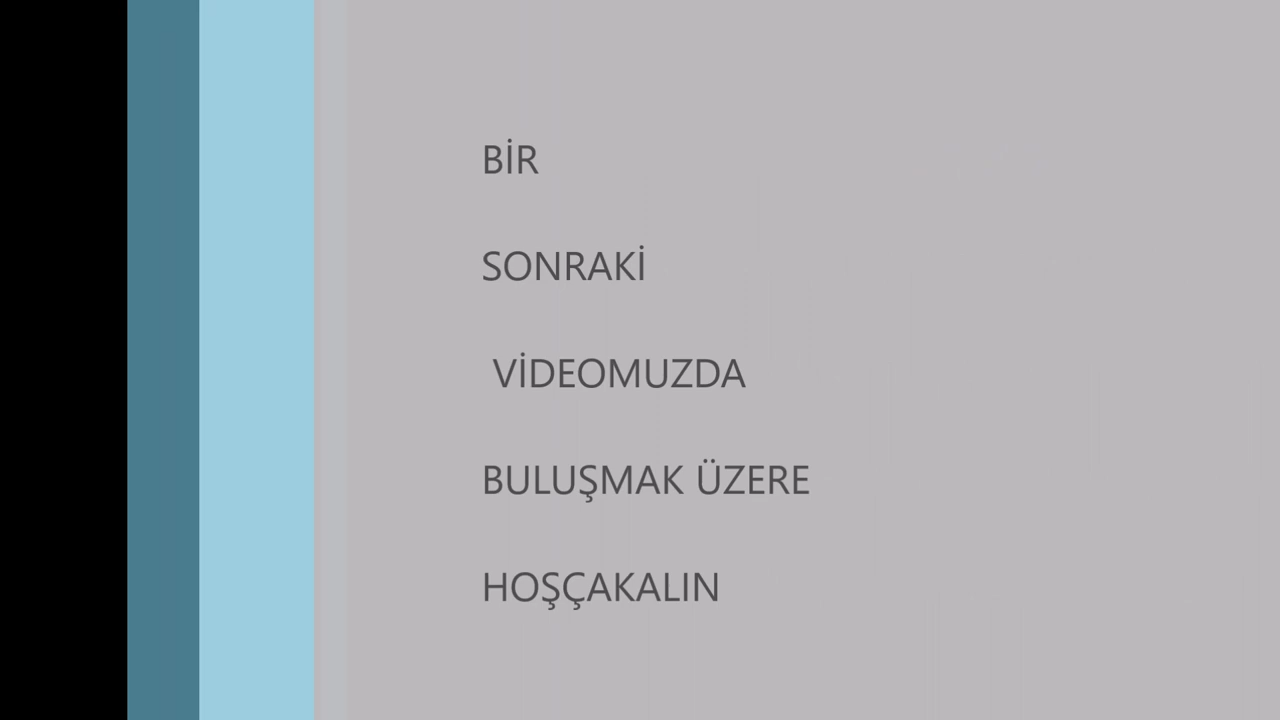 BİR
SONRAKİ
VİDEOMUZDA
BULUŞMAK ÜZERE
HOŞÇAKALIN